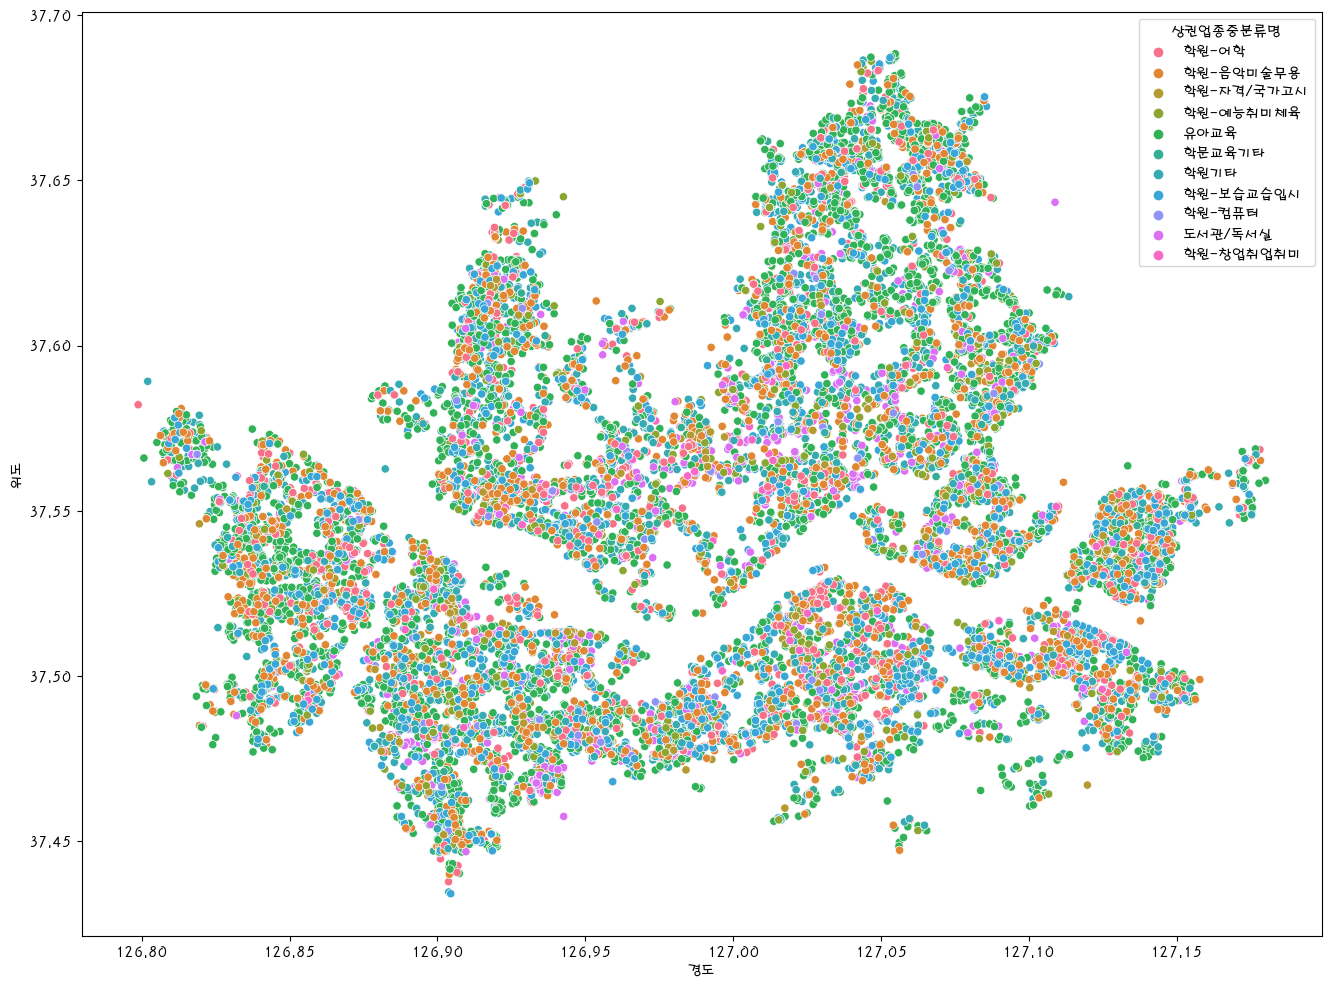 37.70
37.65
37.60
37.55
37.50
37.45
위도
126.80 126.85 126.90 126.95 127.00 127.05 127.10 127.15
경도
상권업종중분류명
학원-어학
학원-음악미술무용
학원-자격/국가고시
학원-예능취미체육
유아교육
학문교육기타
학원기타
학원-보습교습입시
학원-컴퓨터
도서관/독서실
학원-창업취업취미